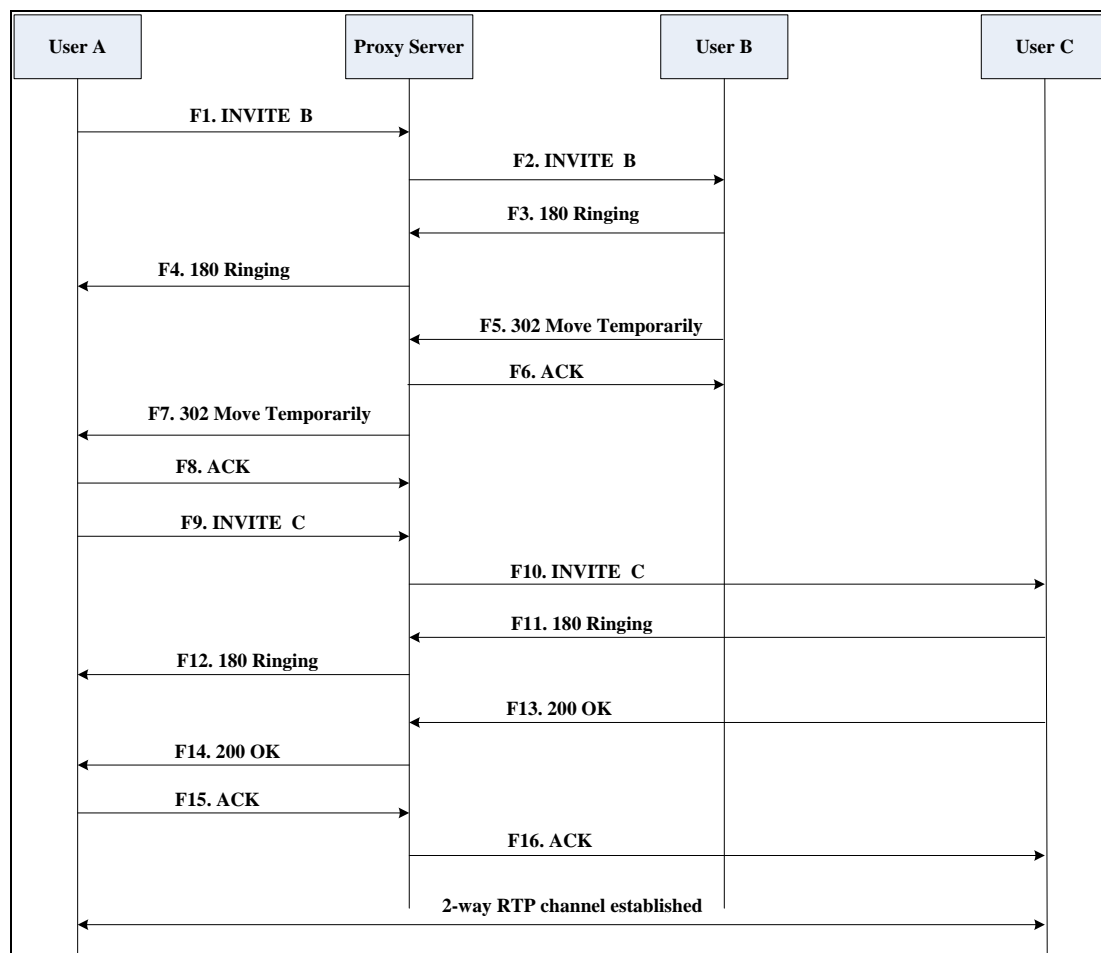 User A
Proxy Server
User B
User C
F1. INVITE B
F2. INVITE B
F3. 180 Ringing
F4. 180 Ringing
F5. 302 Move Temporarily
F6. ACK
F7. 302 Move Temporarily
F8. ACK
F9. INVITE C
F10. INVITE C
F11. 180 Ringing
F12. 180 Ringing
F13. 200 OK
F14. 200 OK
F15. ACK
F16. ACK
2-way RTP channel established